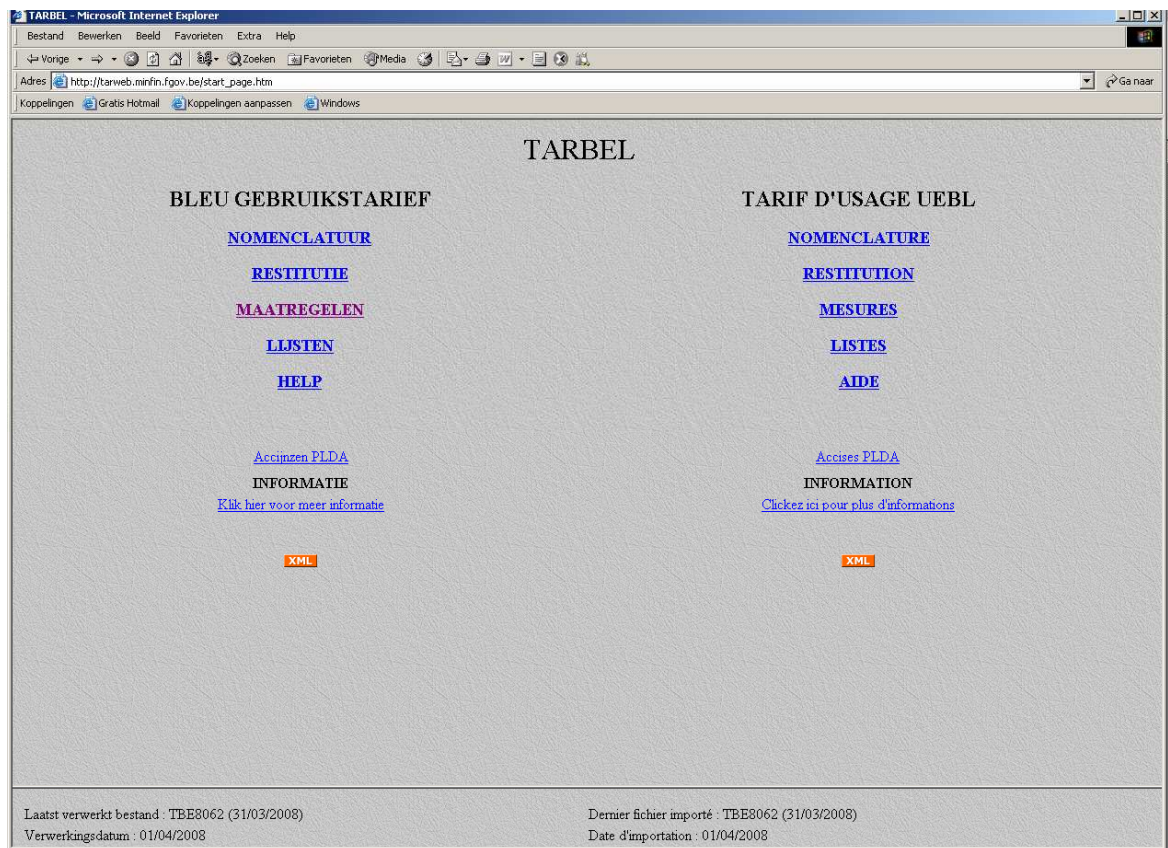 TARBEL - Microsoft Internet Explorer
Bestand Bewerken Beeld Favorieten Extra Help
Vorige Zoeken Favorieten Media
Adres http://tarweb.minfin.fgov.be/start_page.htm Ga naar
Koppelingen Gratis Hotmail Koppelingen aanpassen Windows
TARBEL
BLEU GEBRUIKSTARIEF
NOMENCLATUUR
RESTITUTIE
MAATREGELEN
LIJSTEN
HELP
Accijnzen PLDA
INFORMATIE
Klik hier voor meer informatie
XML
TARIF D'USAGE UEBL
NOMENCLATURE
RESTITUTION
MESURES
LISTES
AIDE
Accises PLDA
INFORMATION
Clickez ici pour plus d'informations
XML
Laatst verwerkt bestand : TBE8062 (31/03/2008)
Verwerkingsdatum : 01/04/2008
Dernier fichier importé : TBE8062 (31/03/2008)
Date d'importation : 01/04/2008